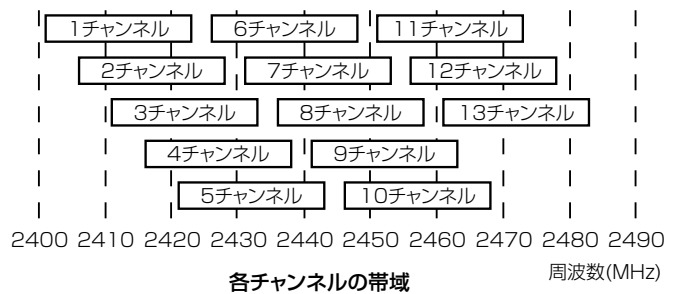 1チャンネル 6チャンネル 11チャンネル
2チャンネル 7チャンネル 12チャンネル
3チャンネル 8チャンネル 13チャンネル
4チャンネル 9チャンネル
5チャンネル 10チャンネル
2400 2410 2420 2430 2440 2450 2460 2470 2480 2490
周波数(MHz)
各チャンネルの帯域